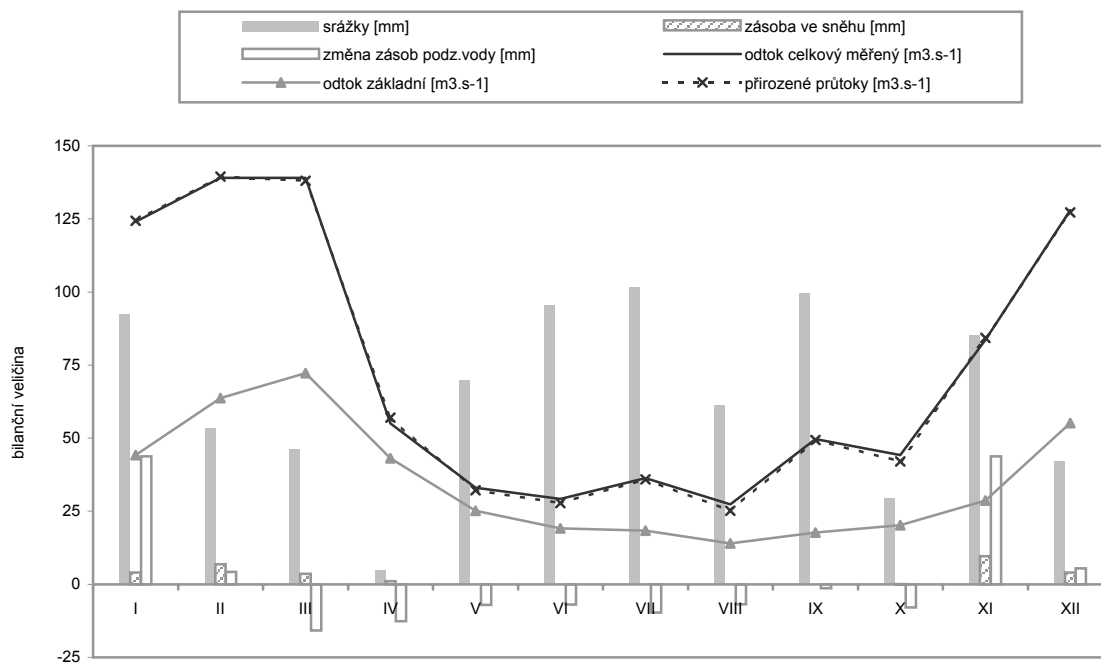 srážky [mm]
zásoba ve sněhu [mm]
změna zásob podz.vody [mm]
odtok celkový měřený [m3.s-1]
odtok základní [m3.s-1]
přirozené průtoky [m3.s-1]
150
125
100
75
50
25
0
-25
bilanční veličina
I II III IV V VI VII VIII IX X XI XII